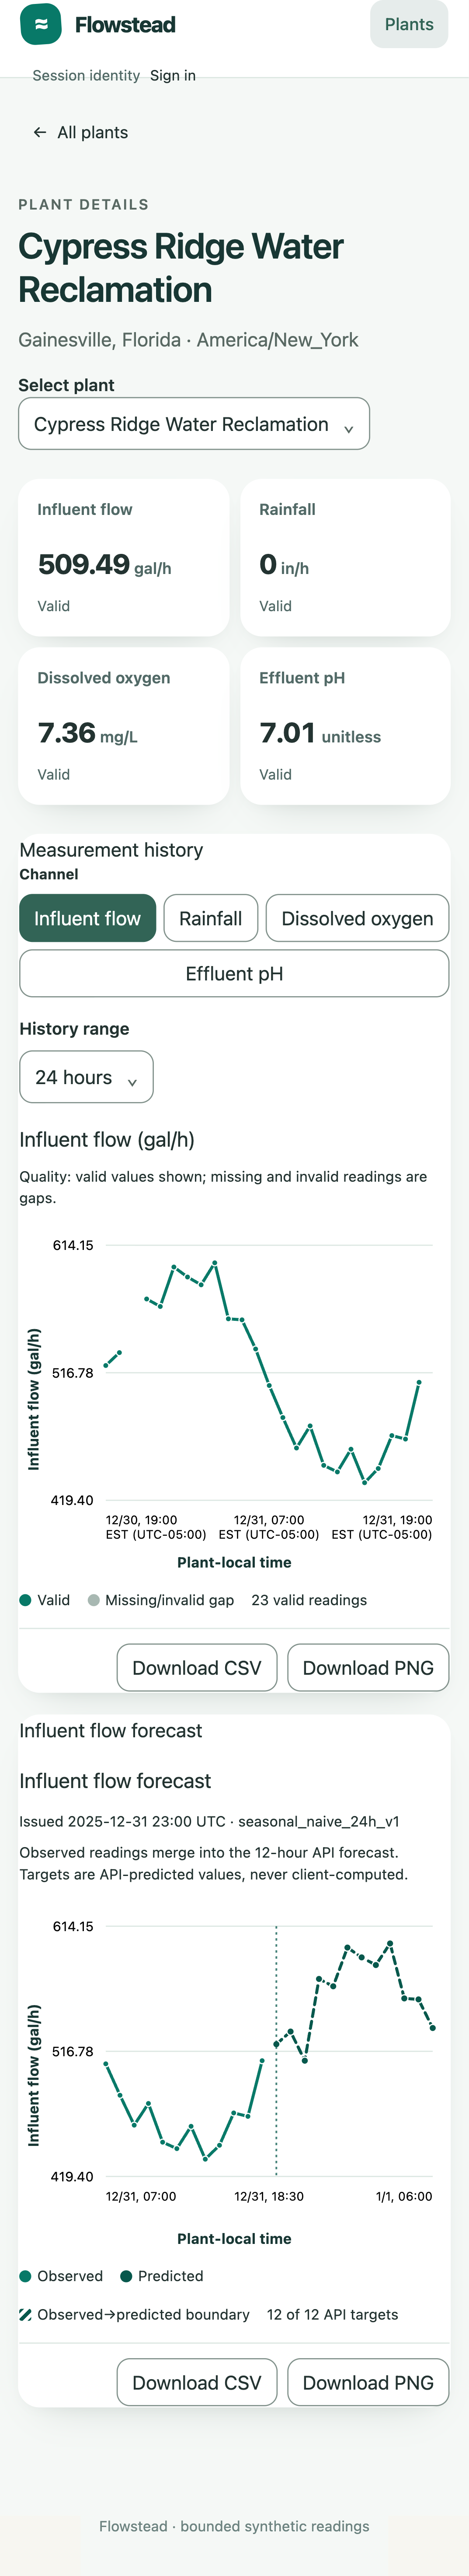 ≈ Flowstead Plants
Session identity Sign in
← All plants
PLANT DETAILS
Cypress Ridge Water
Reclamation
Gainesville, Florida · America/New_York
Select plant
Cypress Ridge Water Reclamation
Influent flow
509.49 gal/h
Valid
Rainfall
0 in/h
Valid
Dissolved oxygen
7.36 mg/L
Valid
Effluent pH
7.01 unitless
Valid
Measurement history
Channel
Influent flow Rainfall Dissolved oxygen
Effluent pH
History range
24 hours
Influent flow (gal/h)
Quality: valid values shown; missing and invalid readings are
gaps.
614.15
516.78
419.40
Influent flow (gal/h)
12/30, 19:00 12/31, 07:00 12/31, 19:00
EST (UTC-05:00) EST (UTC-05:00) EST (UTC-05:00)
Plant-local time
Valid Missing/invalid gap 23 valid readings
Download CSV Download PNG
Influent flow forecast
Influent flow forecast
Issued 2025-12-31 23:00 UTC · seasonal_naive_24h_v1
Observed readings merge into the 12-hour API forecast.
Targets are API-predicted values, never client-computed.
614.15
516.78
419.40
Influent flow (gal/h)
12/31, 07:00 12/31, 18:30 1/1, 06:00
Plant-local time
Observed Predicted
Observed→predicted boundary 12 of 12 API targets
Download CSV Download PNG
Flowstead · bounded synthetic readings